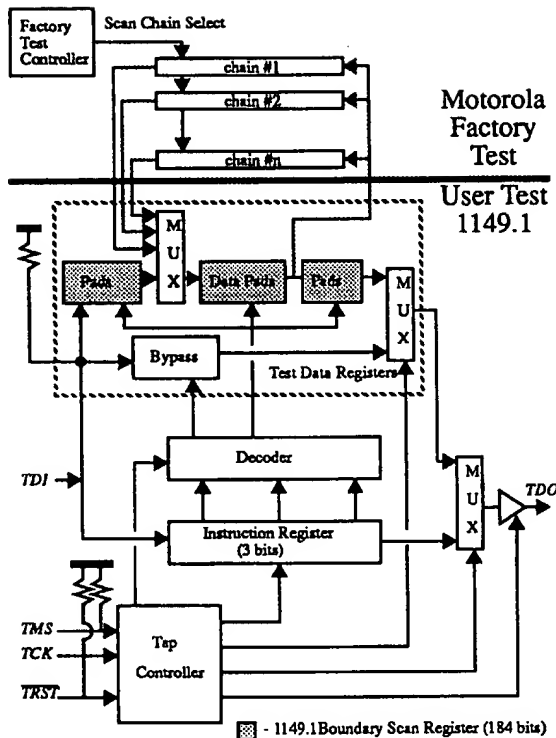 Factory
Test
Controller
Scan Chain Select
chain #1
chain #2
chain #n
Motorola
Factory
Test
User Test
1149.1
M
U
X
Pads
Data Pads
Pads
M
U
X
Bypass
Test Data Registers
Decoder
M
U
X
TDI
TDO
Instruction Register
(3 bits)
TMS
TCK
TRST
Tap
Controller
- 1149.1Boundary Scan Register (184 bits)